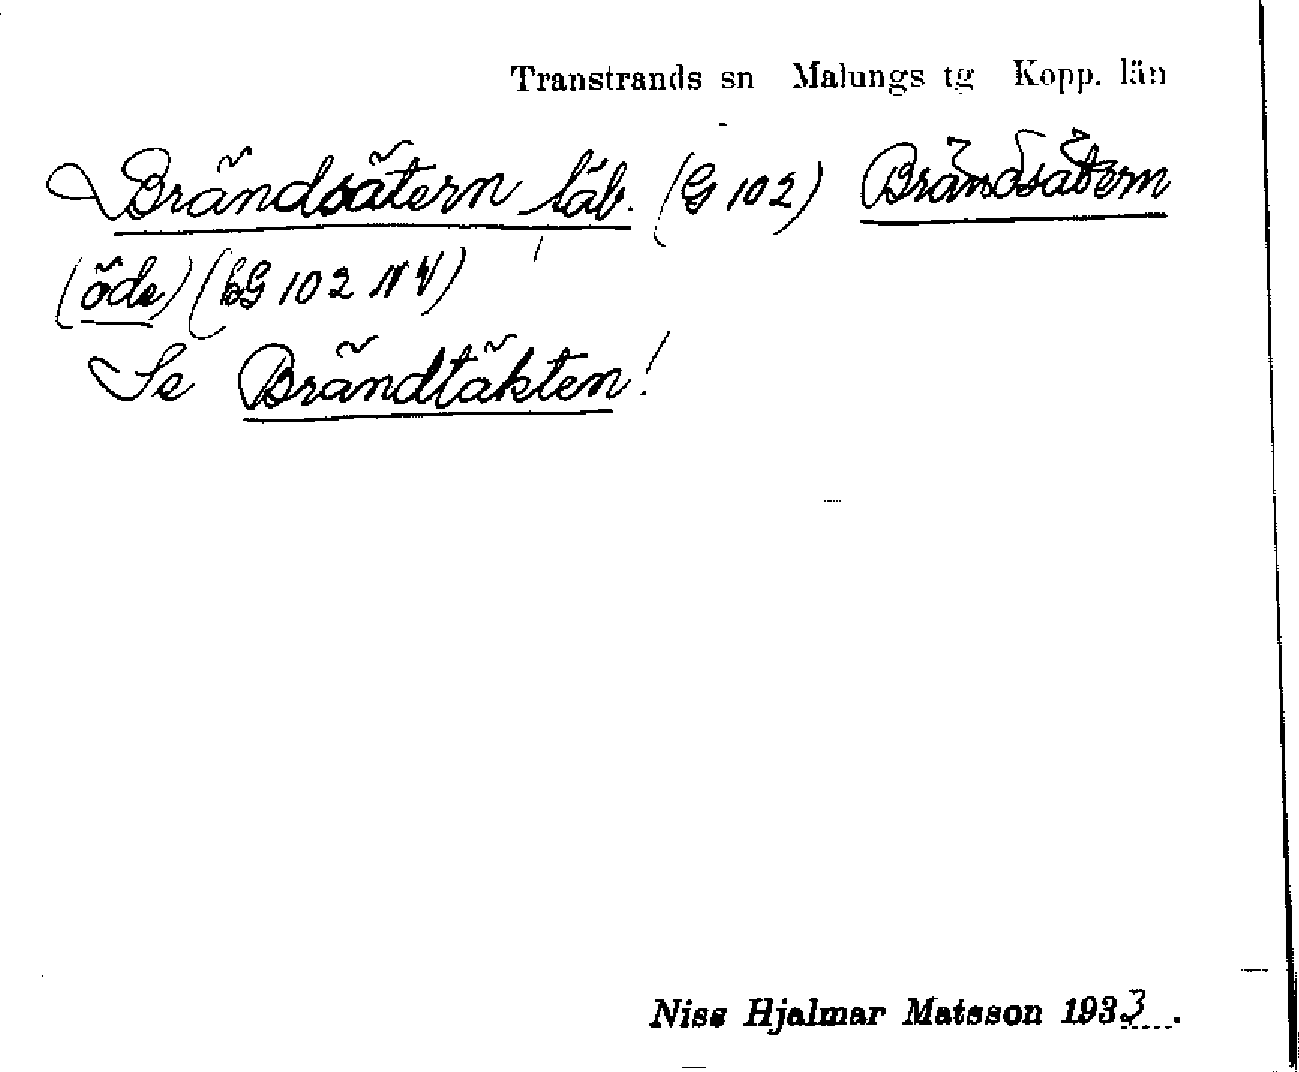 Transtrands sn Malungs tg Kopp. län
Brändsätern, fäb. (G 102) Brändsätern
(öde) (bG 102 NV)
Se Brändtäkten!
Niss Hjalmar Matsson 1933.